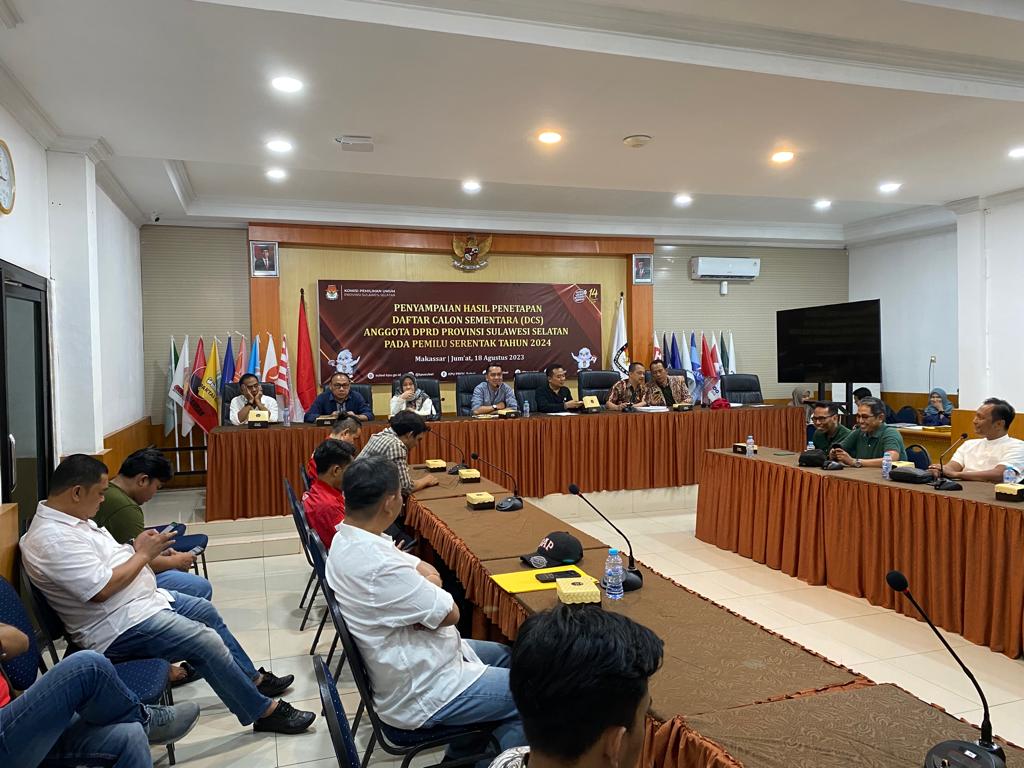 KOMISI PEMILIHAN UMUM
PROVINSI SULAWESI SELATAN
14
PENYAMPAIAN HASIL PENETAPAN
DAFTAR CALON SEMENTARA (DCS)
ANGGOTA DPRD PROVINSI SULAWESI SELATAN
PADA PEMILU SERENTAK TAHUN 2024
Makassar | Jum'at, 18 Agustus 2023